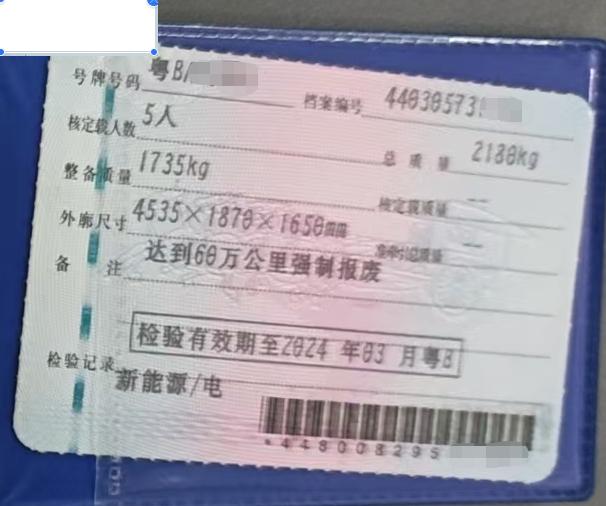 号牌号码 粤B/ 档案编号 44030573
核定载人数 5人 总质量 2180kg
整备质量 1735kg 核定载质量 --
外廓尺寸 4535×1870×1650mm 准牵引总质量 --
备注 达到60万公里强制报废
检验有效期至2024年03月粤B
检验记录
新能源/电
*448008295